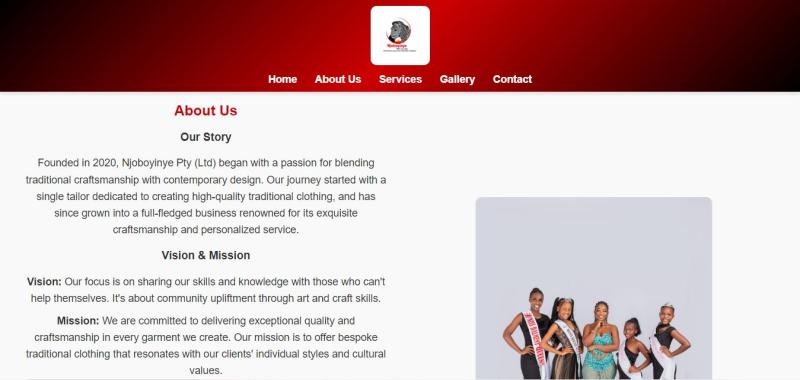 Njoboyinye
Home About Us Services Gallery Contact
About Us
Our Story
Founded in 2020, Njoboyinye Pty (Ltd) began with a passion for blending
traditional craftsmanship with contemporary design. Our journey started with a
single tailor dedicated to creating high-quality traditional clothing, and has
since grown into a full-fledged business renowned for its exquisite
craftsmanship and personalized service.
Vision & Mission
Vision: Our focus is on sharing our skills and knowledge with those who can't
help themselves. It's about community upliftment through art and craft skills.
Mission: We are committed to delivering exceptional quality and
craftsmanship in every garment we create. Our mission is to offer bespoke
traditional clothing that resonates with our clients' individual styles and cultural
values.